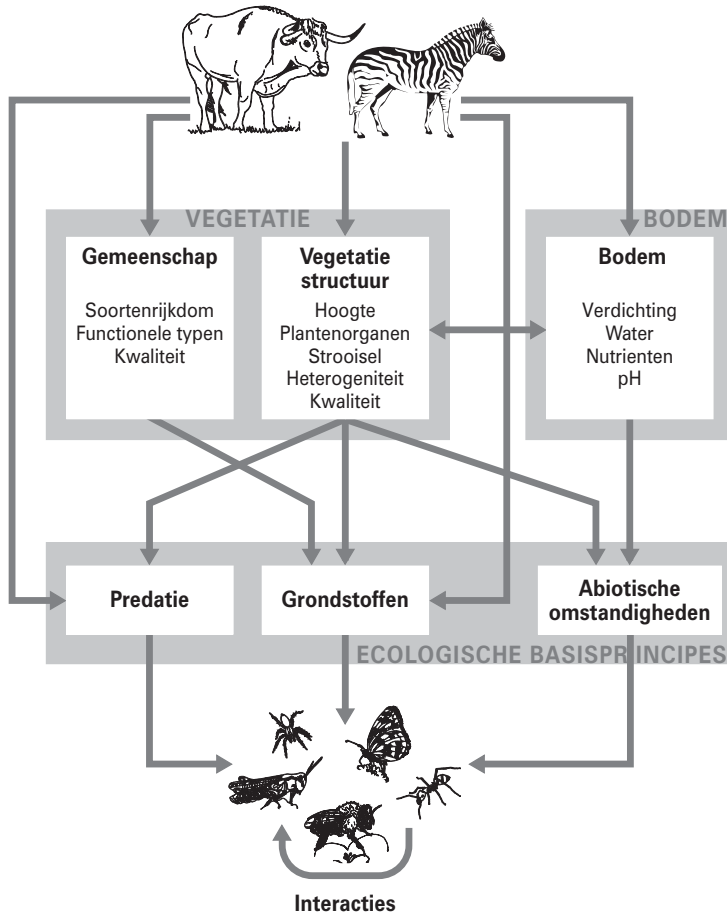 VEGETATIE
BODEM
Gemeenschap
Soortenrijkdom
Functionele typen
Kwaliteit
Vegetatie
structuur
Hoogte
Plantenorganen
Strooisel
Heterogeniteit
Kwaliteit
Bodem
Verdichting
Water
Nutrienten
pH
Predatie
Grondstoffen
Abiotische
omstandigheden
ECOLOGISCHE BASISPRINCIPES
Interacties